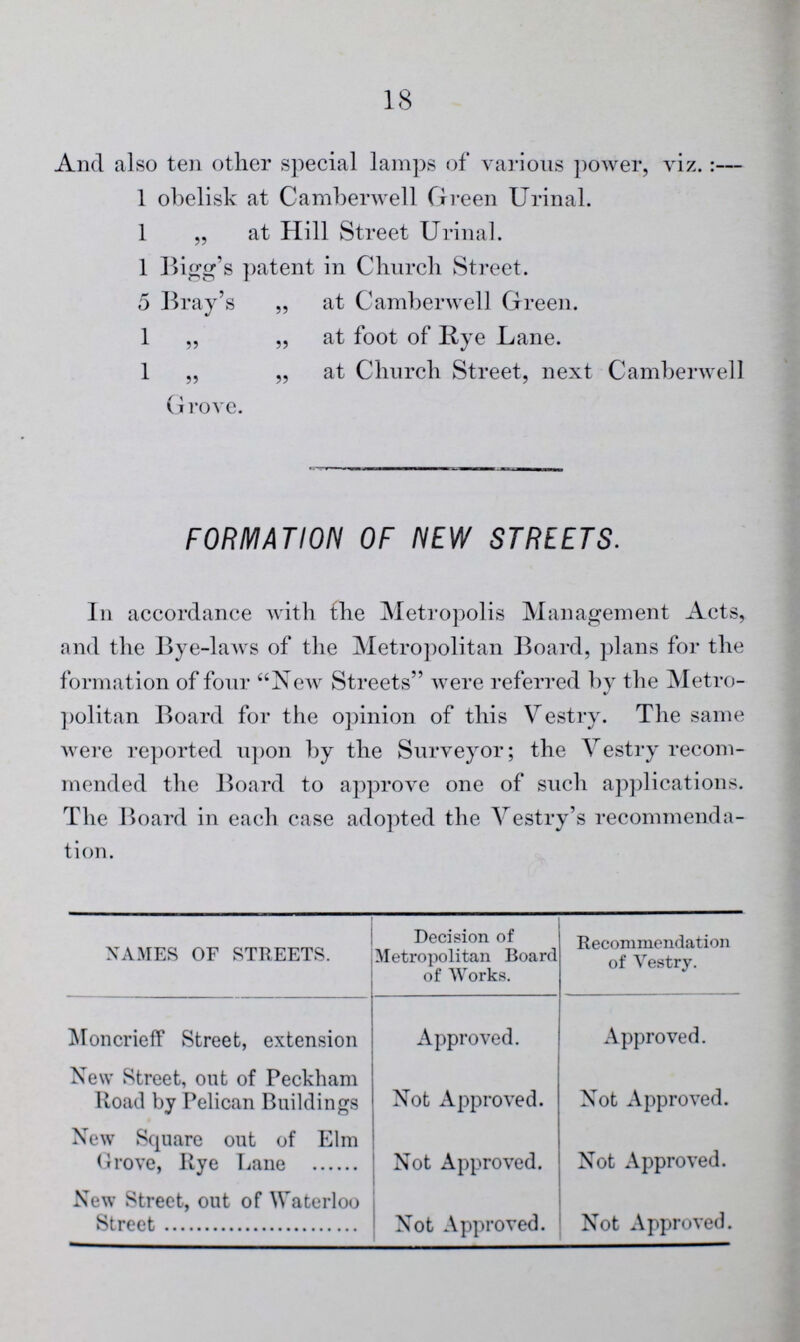 18
And also ten other special lamps of various power, viz. :—
1 obelisk at Camberwell Green Urinal.
1 „ at Hill Street Urinal.
1 Bigg's patent in Church Street.
5 Bray's „ at Camberwell Green.
1 „ „ at foot of Rye Lane.
1 „ „ at Church Street, next Camberwell
Grove.
FORMATION OF NEW STREETS.
In accordance with the Metropolis Management Acts,
and the Bye-laws of the Metropolitan Board, plans for the
formation of four “New Streets” were referred by the Metro-
politan Board for the opinion of this Vestry. The same
were reported upon by the Surveyor; the Vestry recom-
mended the Board to approve one of such applications.
The Board in each case adopted the Vestry's recommenda-
tion.
NAMES OF STREETS.
Decision of
Metropolitan Board
of Works.
Recommendation
of Vestry.
Moncrieff Street, extension Approved. Approved.
New Street, out of Peckham
Road by Pelican Buildings Not Approved. Not Approved.
New Square out of Elm
Grove, Rye Lane ...... Not Approved. Not Approved.
New Street, out of Waterloo
Street ........................... Not Approved. Not Approved.